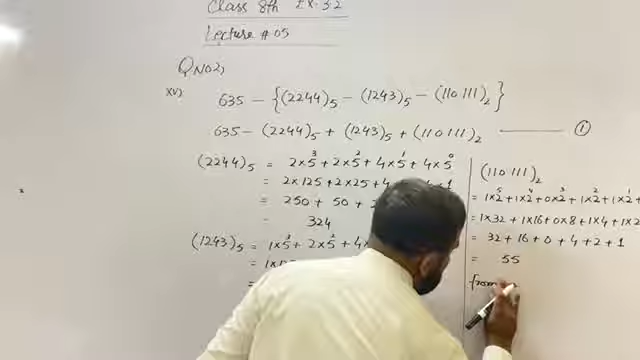 Class 8th Ex. 3.2
Lecture # 05
Q No 2,
xv) 635 - {(2244)₅ - (1243)₅ - (110111)₂}
635 - (2244)₅ + (1243)₅ + (110111)₂ ——— ①
(2244)₅ = 2×5³ + 2×5² + 4×5¹ + 4×5⁰
= 2×125 + 2×25 + 4 ×1
= 250 + 50 +
= 324
(1243)₅ = 1×5³ + 2×5² + 4×
= 1×1
=
(110111)₂
= 1×2⁵ + 1×2⁴ + 0×2³ + 1×2² + 1×2¹ +
= 1×32 + 1×16 + 0×8 + 1×4 + 1×2
= 32 + 16 + 0 + 4 + 2 + 1
= 55
from